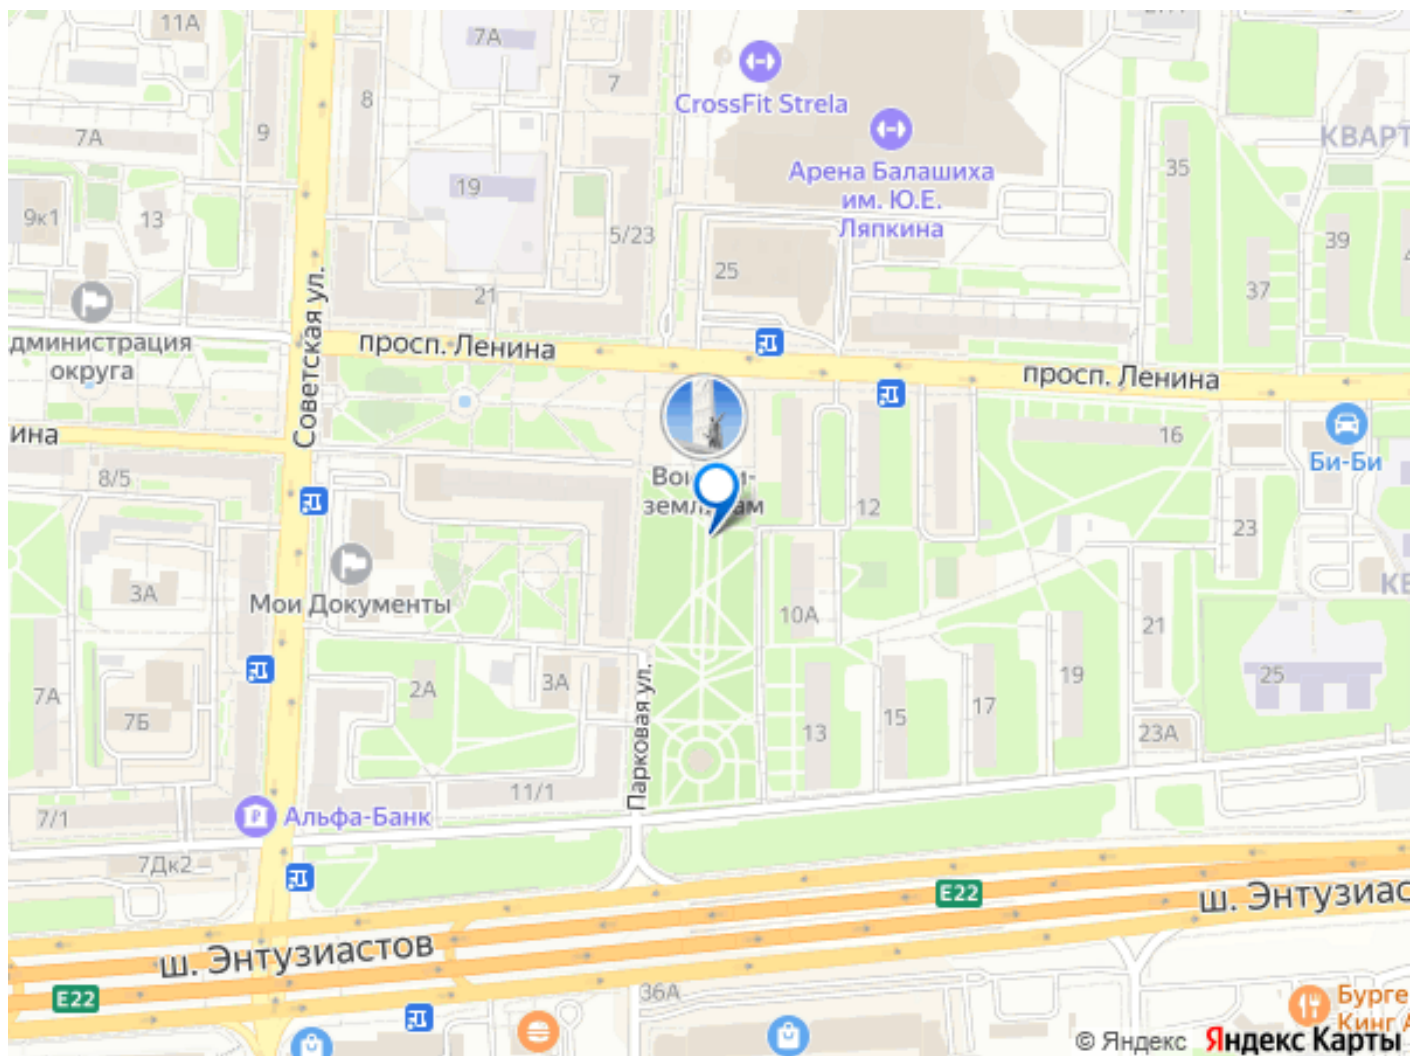 11А
7А
7
8
9
7А
CrossFit Strela
Арена Балашиха
им. Ю.Е.
Ляпкина
КВАРТ
35
19
9к1
13
5/23
39
25
37
21
Советская ул.
дминистрация
округа
просп. Ленина
просп. Ленина
ина
16
Би-Би
8/5
12
23
3А
Мои Документы
10А
21
7А
2А
3А
19
25
17
15
7Б
13
23А
Парковая ул.
11/1
7/1
Альфа-Банк
7Дк2
E22
ш. Энтузиас
ш. Энтузиастов
E22
36А
Бурге
Кинг А
© Яндекс Яндекс Карты